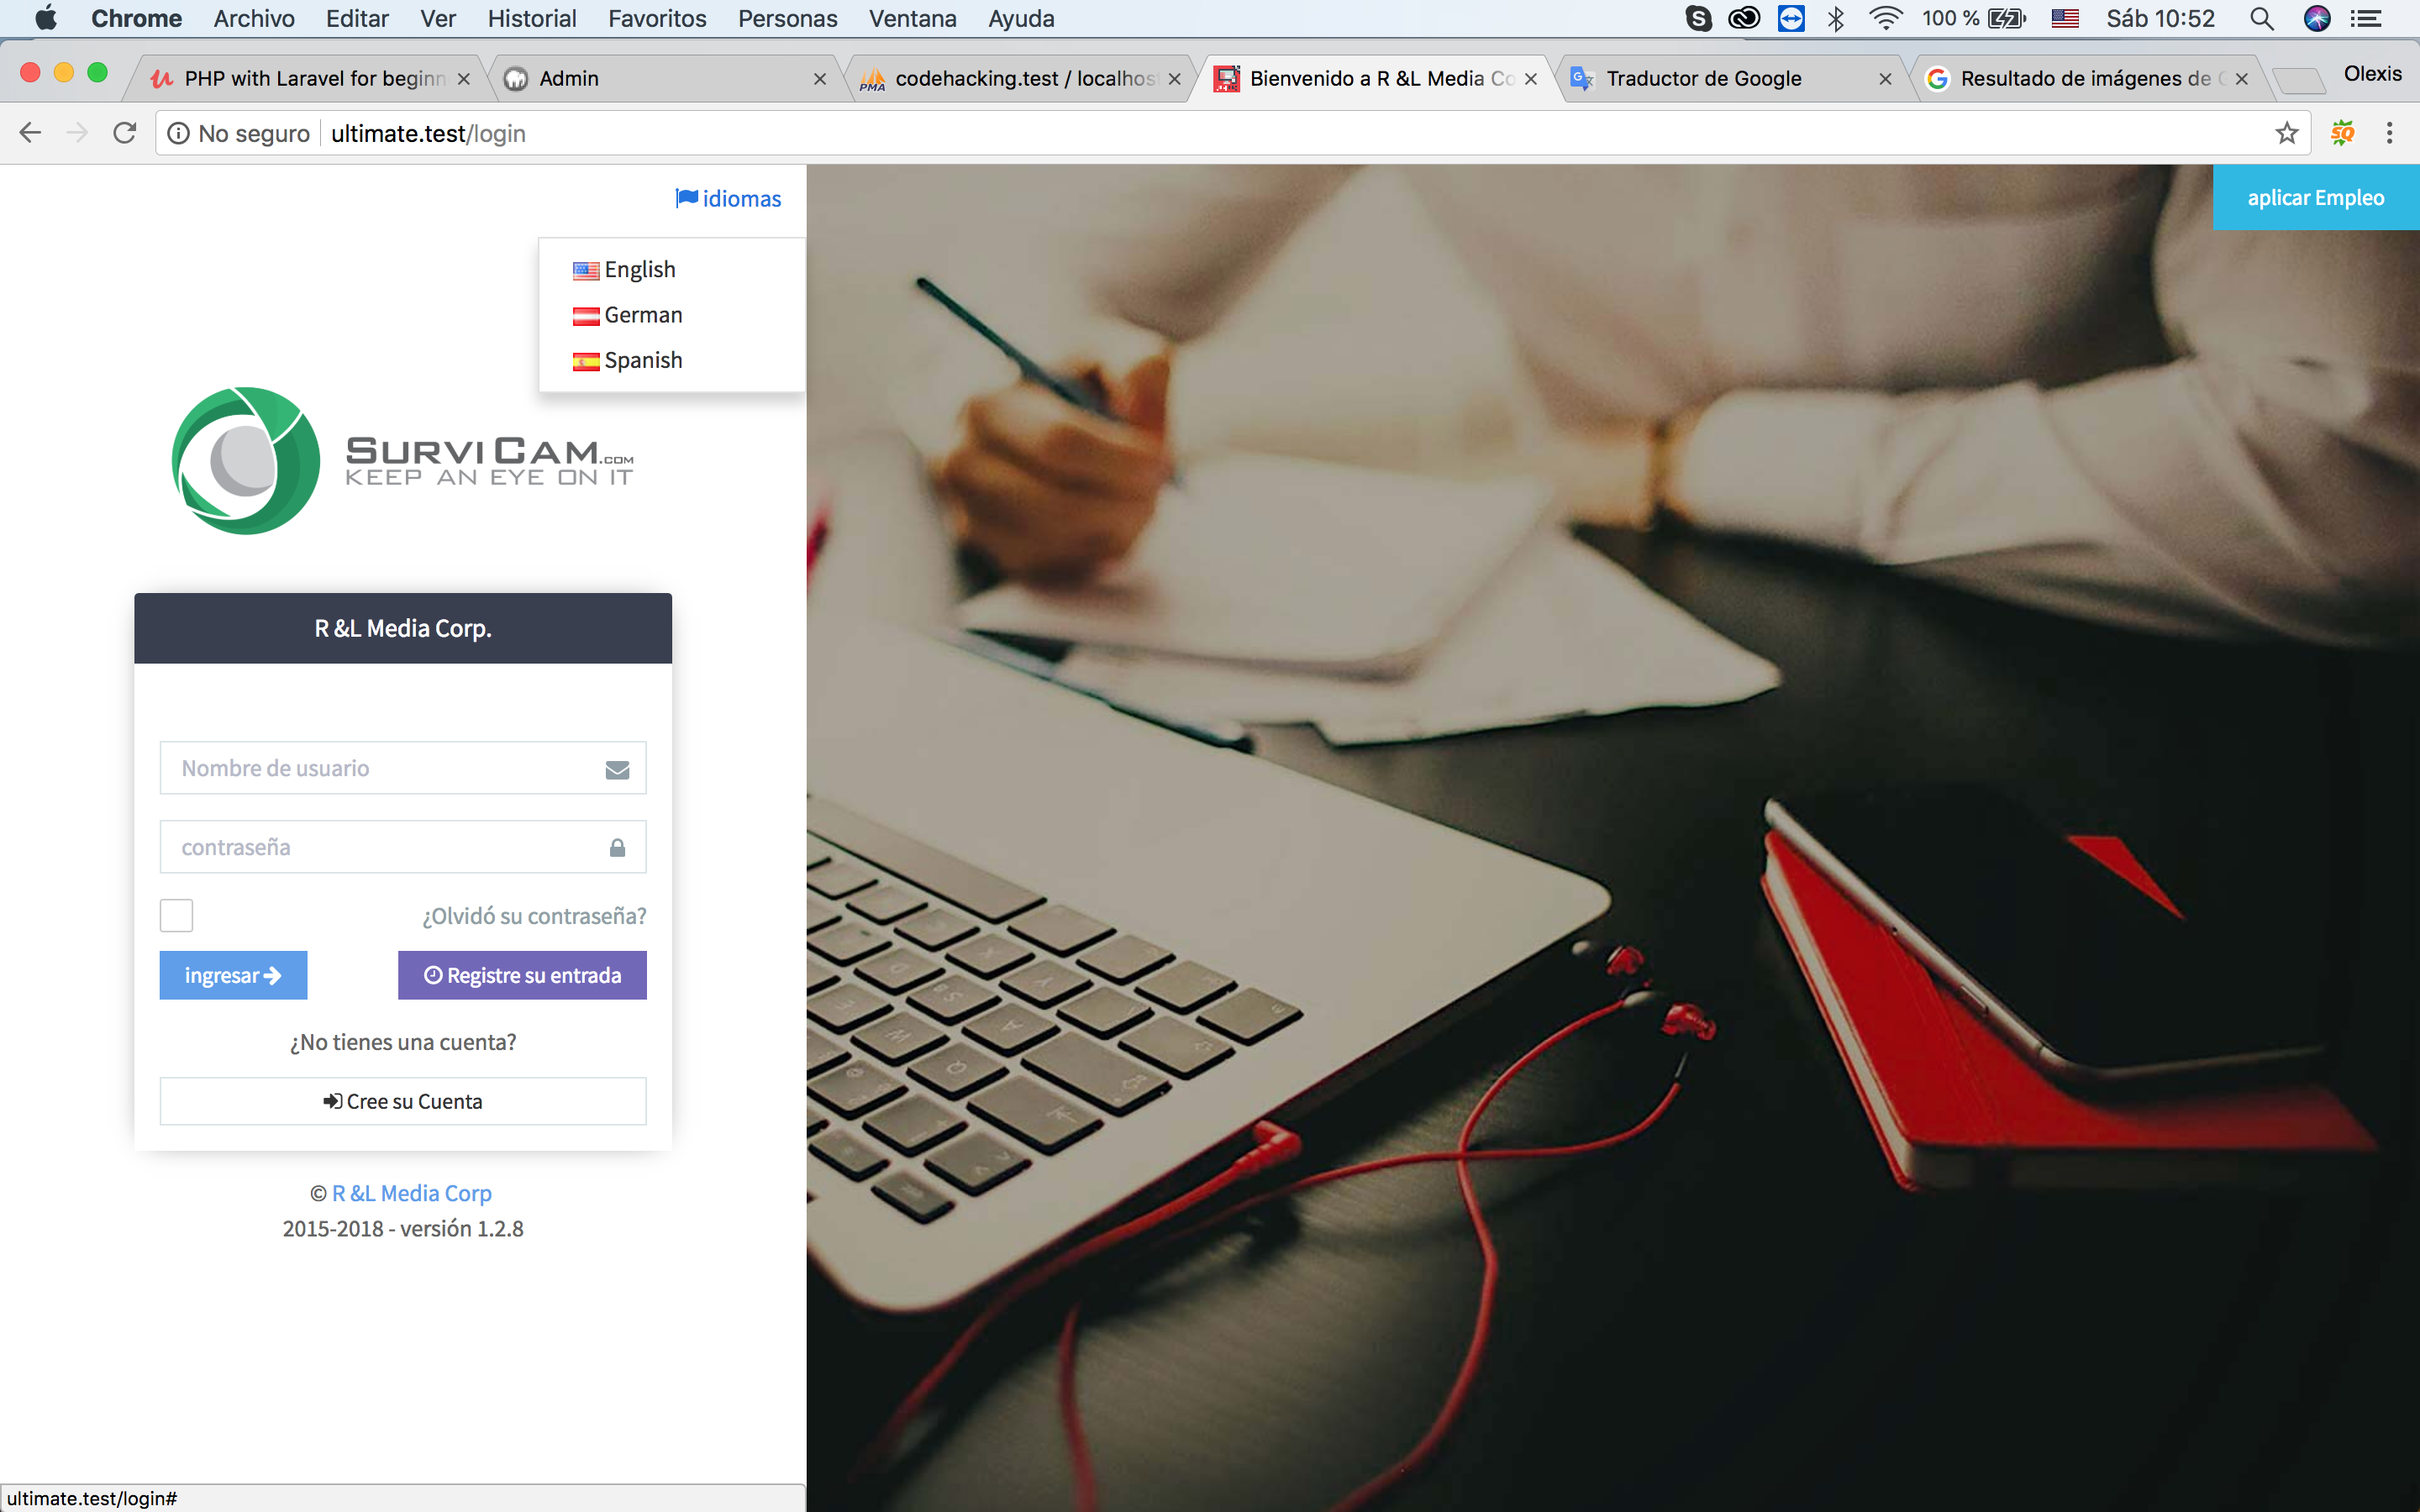 Chrome Archivo Editar Ver Historial Favoritos Personas Ventana Ayuda 100 % Sáb 10:52
PHP with Laravel for beginn Admin codehacking.test / localhos Bienvenido a R &L Media Co Traductor de Google Resultado de imágenes de G Olexis
No seguro ultimate.test/login
idiomas
aplicar Empleo
English
German
Spanish
SURVICAM.COM
KEEP AN EYE ON IT
R &L Media Corp.
Nombre de usuario
contraseña
¿Olvidó su contraseña?
ingresar Registre su entrada
¿No tienes una cuenta?
Cree su Cuenta
© R &L Media Corp
2015-2018 - versión 1.2.8
ultimate.test/login#